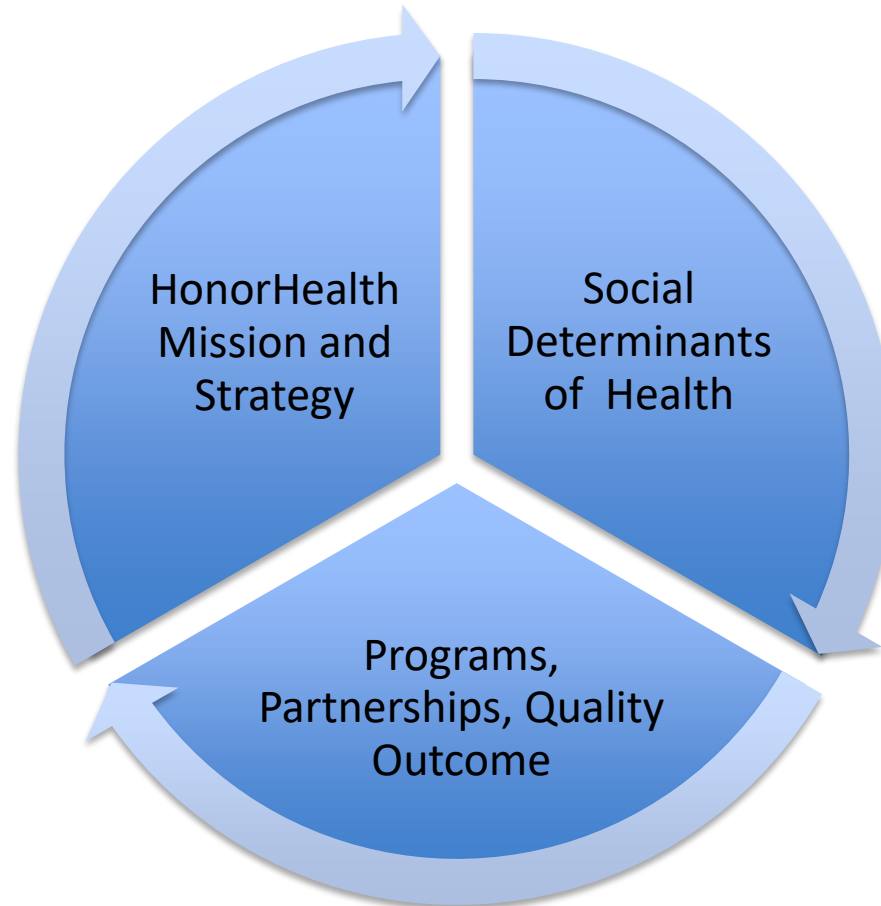 HonorHealth
Mission and
Strategy
Social
Determinants
of  Health
Programs,
Partnerships, Quality
Outcome